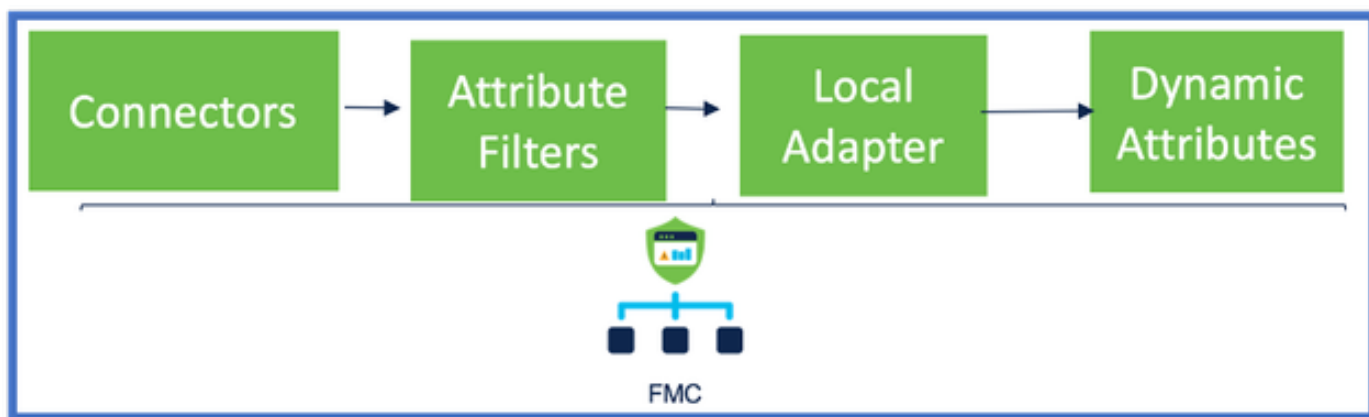 Connectors
Attribute
Filters
Local
Adapter
Dynamic
Attributes
FMC